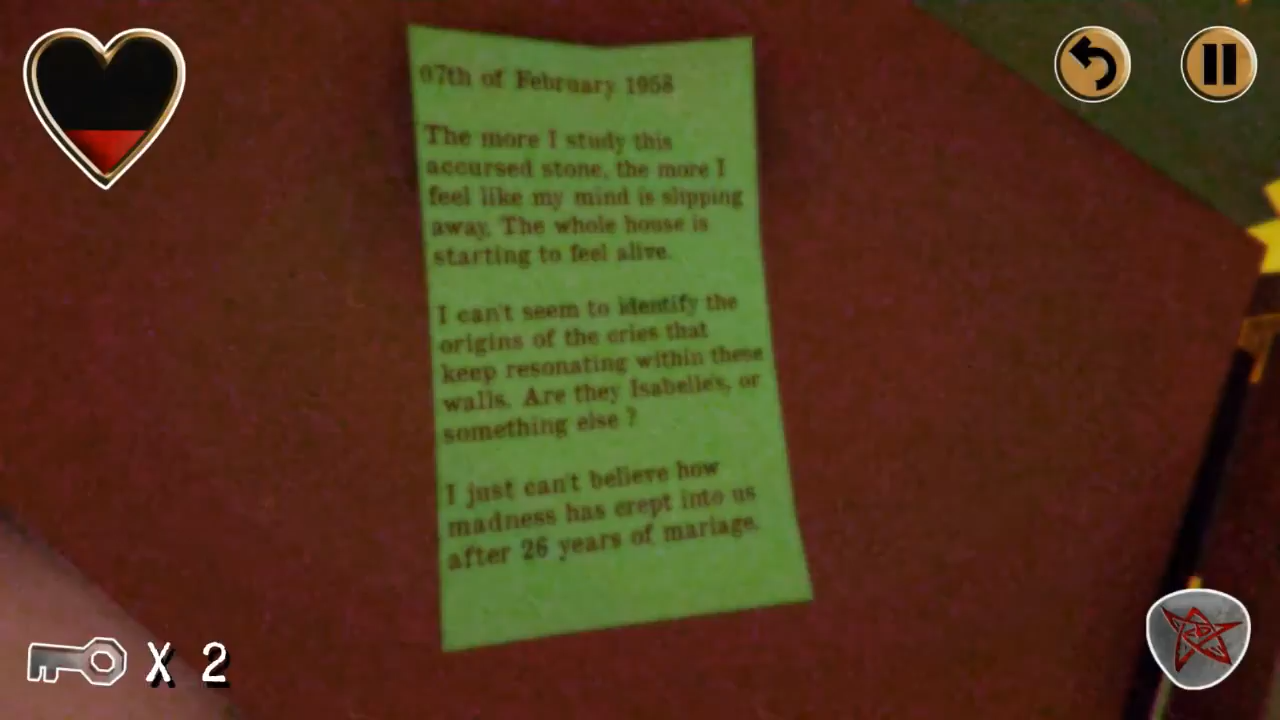 07th of February 1958
The more I study this
accursed stone, the more I
feel like my mind is slipping
away. The whole house is
starting to feel alive.
I can't seem to identify the
origins of the cries that
keep resonating within these
walls. Are they Isabelle's, or
something else ?
I just can't believe how
madness has crept into us
after 26 years of mariage.
X 2